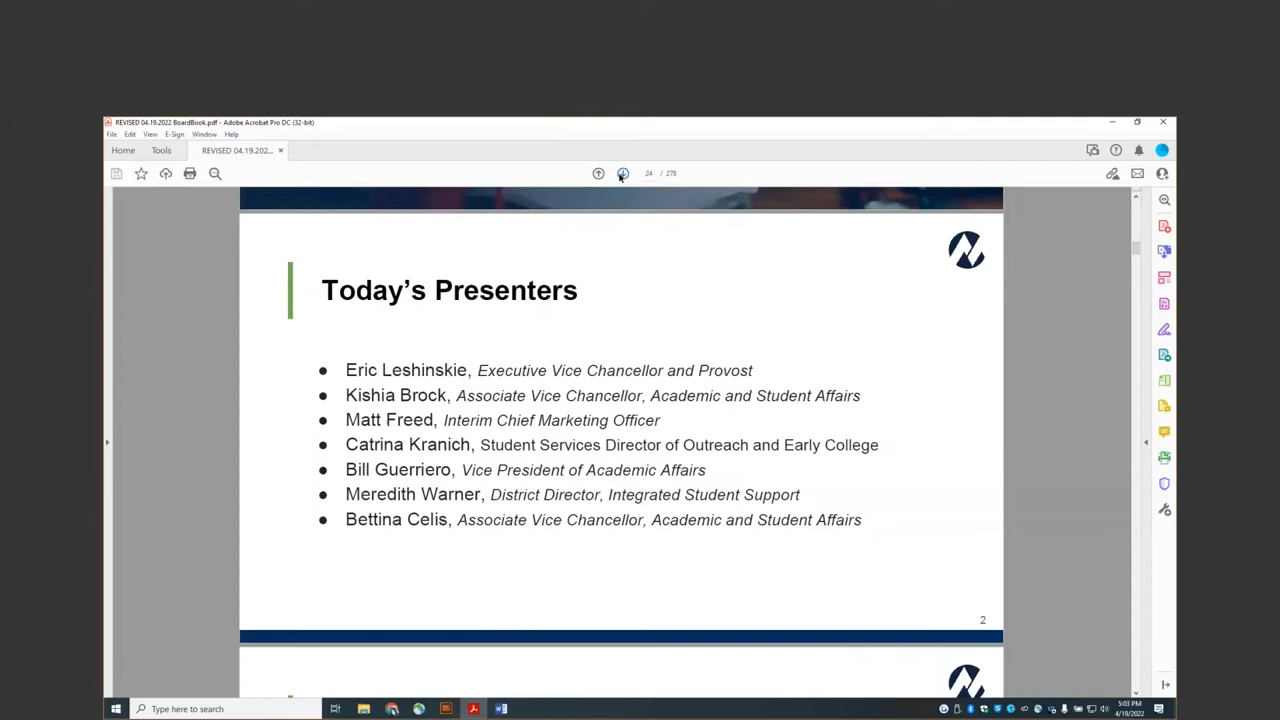 REVISED 04.19.2022 BoardBook.pdf - Adobe Acrobat Pro DC (32-bit)
File Edit View E-Sign Window Help
Home Tools REVISED 04.19.202... ×
24 / 278
Today's Presenters
● Eric Leshinskie, Executive Vice Chancellor and Provost
● Kishia Brock, Associate Vice Chancellor, Academic and Student Affairs
● Matt Freed, Interim Chief Marketing Officer
● Catrina Kranich, Student Services Director of Outreach and Early College
● Bill Guerriero, Vice President of Academic Affairs
● Meredith Warner, District Director, Integrated Student Support
● Bettina Celis, Associate Vice Chancellor, Academic and Student Affairs
2
Type here to search
5:03 PM
4/19/2022